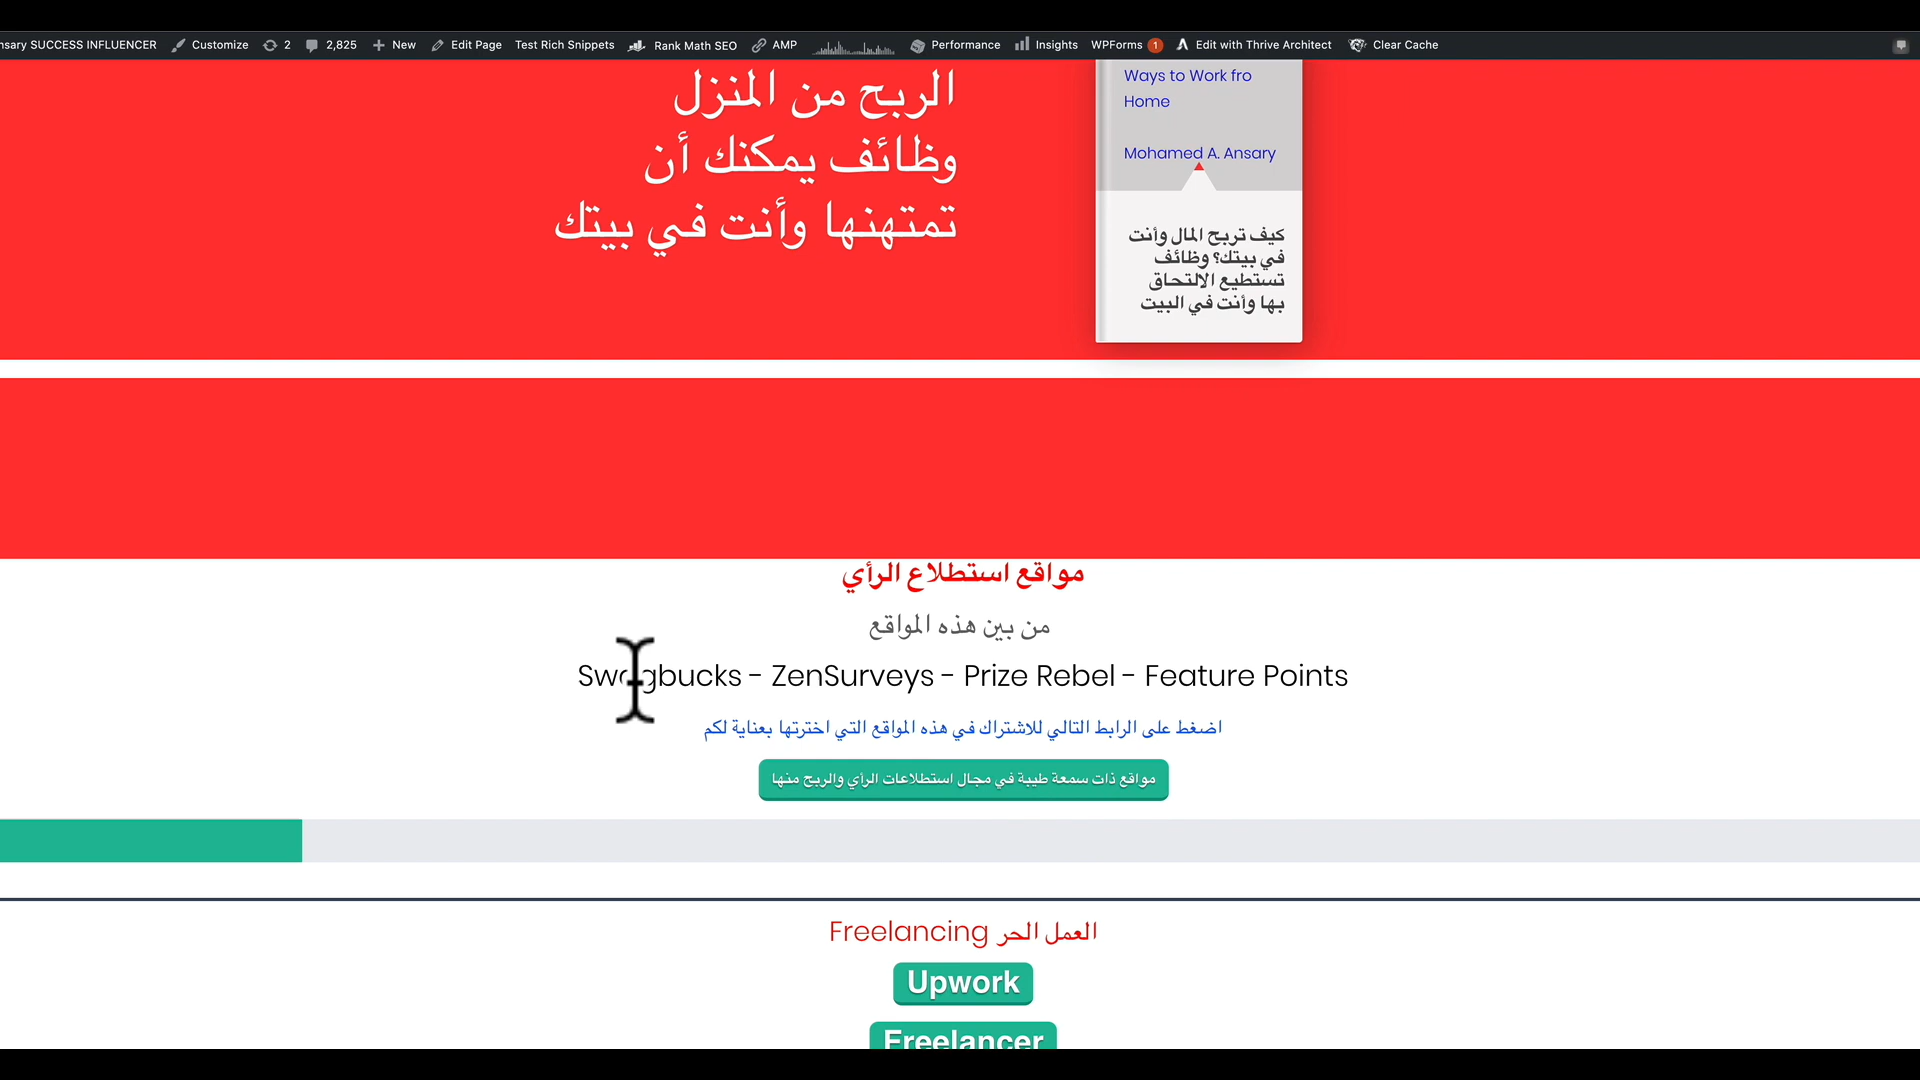 nsary SUCCESS INFLUENCER Customize 2 2,825 New Edit Page Test Rich Snippets Rank Math SEO AMP Performance Insights WPForms 1 Edit with Thrive Architect Clear Cache
الربح من المنزل
وظائف يمكنك أن
تمتهنها وأنت في بيتك
Ways to Work fro
Home
Mohamed A. Ansary
كيف تربح المال وأنت
في بيتك؟ وظائف
تستطيع الالتحاق
بها وأنت في البيت
مواقع استطلاع الرأي
من بين هذه المواقع
Swagbucks - ZenSurveys - Prize Rebel - Feature Points
اضغط على الرابط التالي للاشتراك في هذه المواقع التي اخترتها بعناية لكم
مواقع ذات سمعة طيبة في مجال استطلاعات الرأي والربح منها
العمل الحر Freelancing
Upwork
Freelancer